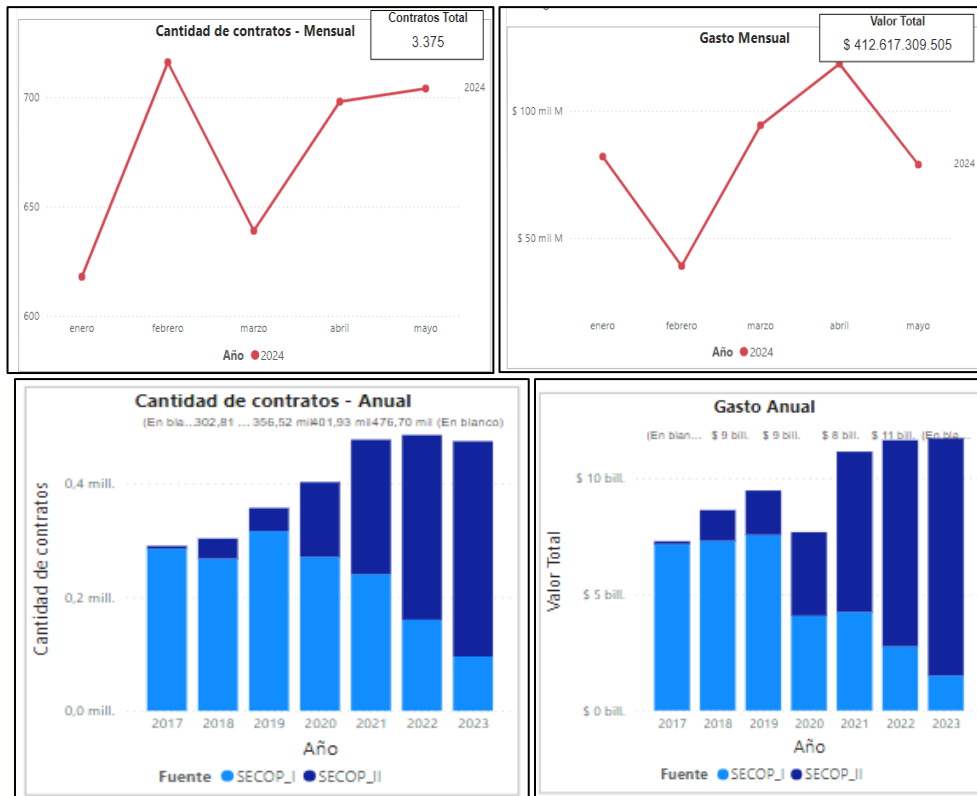 Cantidad de contratos - Mensual
Contratos Total
3.375
700
650
600
2024
enero febrero marzo abril mayo
Año 2024
Gasto Mensual
Valor Total
$ 412.617.309.505
$ 100 mil M
$ 50 mil M
2024
enero febrero marzo abril mayo
Año 2024
Cantidad de contratos - Anual
(En bla... 302,81 ... 356,52 mil 401,93 mil 476,70 mil (En blanco)
Cantidad de contratos
0,4 mill.
0,2 mill.
0,0 mill.
2017 2018 2019 2020 2021 2022 2023
Año
Fuente SECOP_I SECOP_II
Gasto Anual
(En blan... $ 9 bill. $ 9 bill. $ 8 bill. $ 11 bill. (En bla...
Valor Total
$ 10 bill.
$ 5 bill.
$ 0 bill.
2017 2018 2019 2020 2021 2022 2023
Año
Fuente SECOP_I SECOP_II